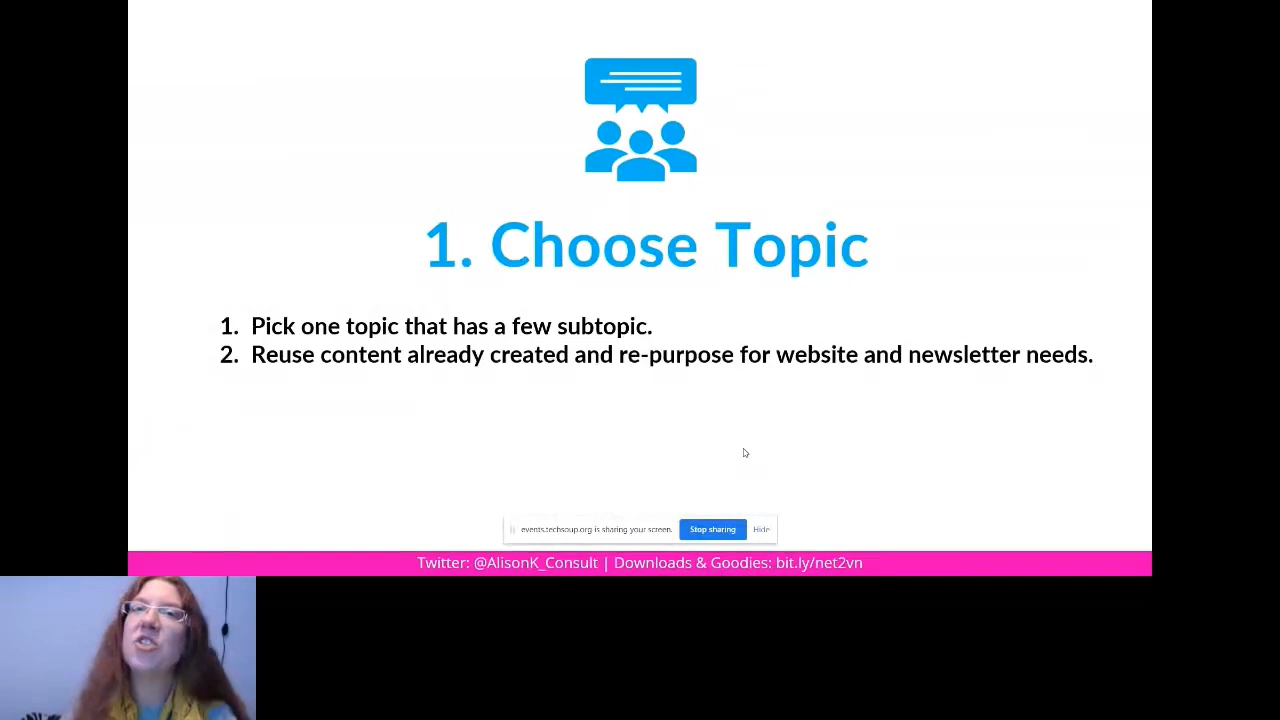 1. Choose Topic
1. Pick one topic that has a few subtopic.
2. Reuse content already created and re-purpose for website and newsletter needs.
events.techsoup.org is sharing your screen. Stop sharing Hide
Twitter: @AlisonK_Consult | Downloads & Goodies: bit.ly/net2vn